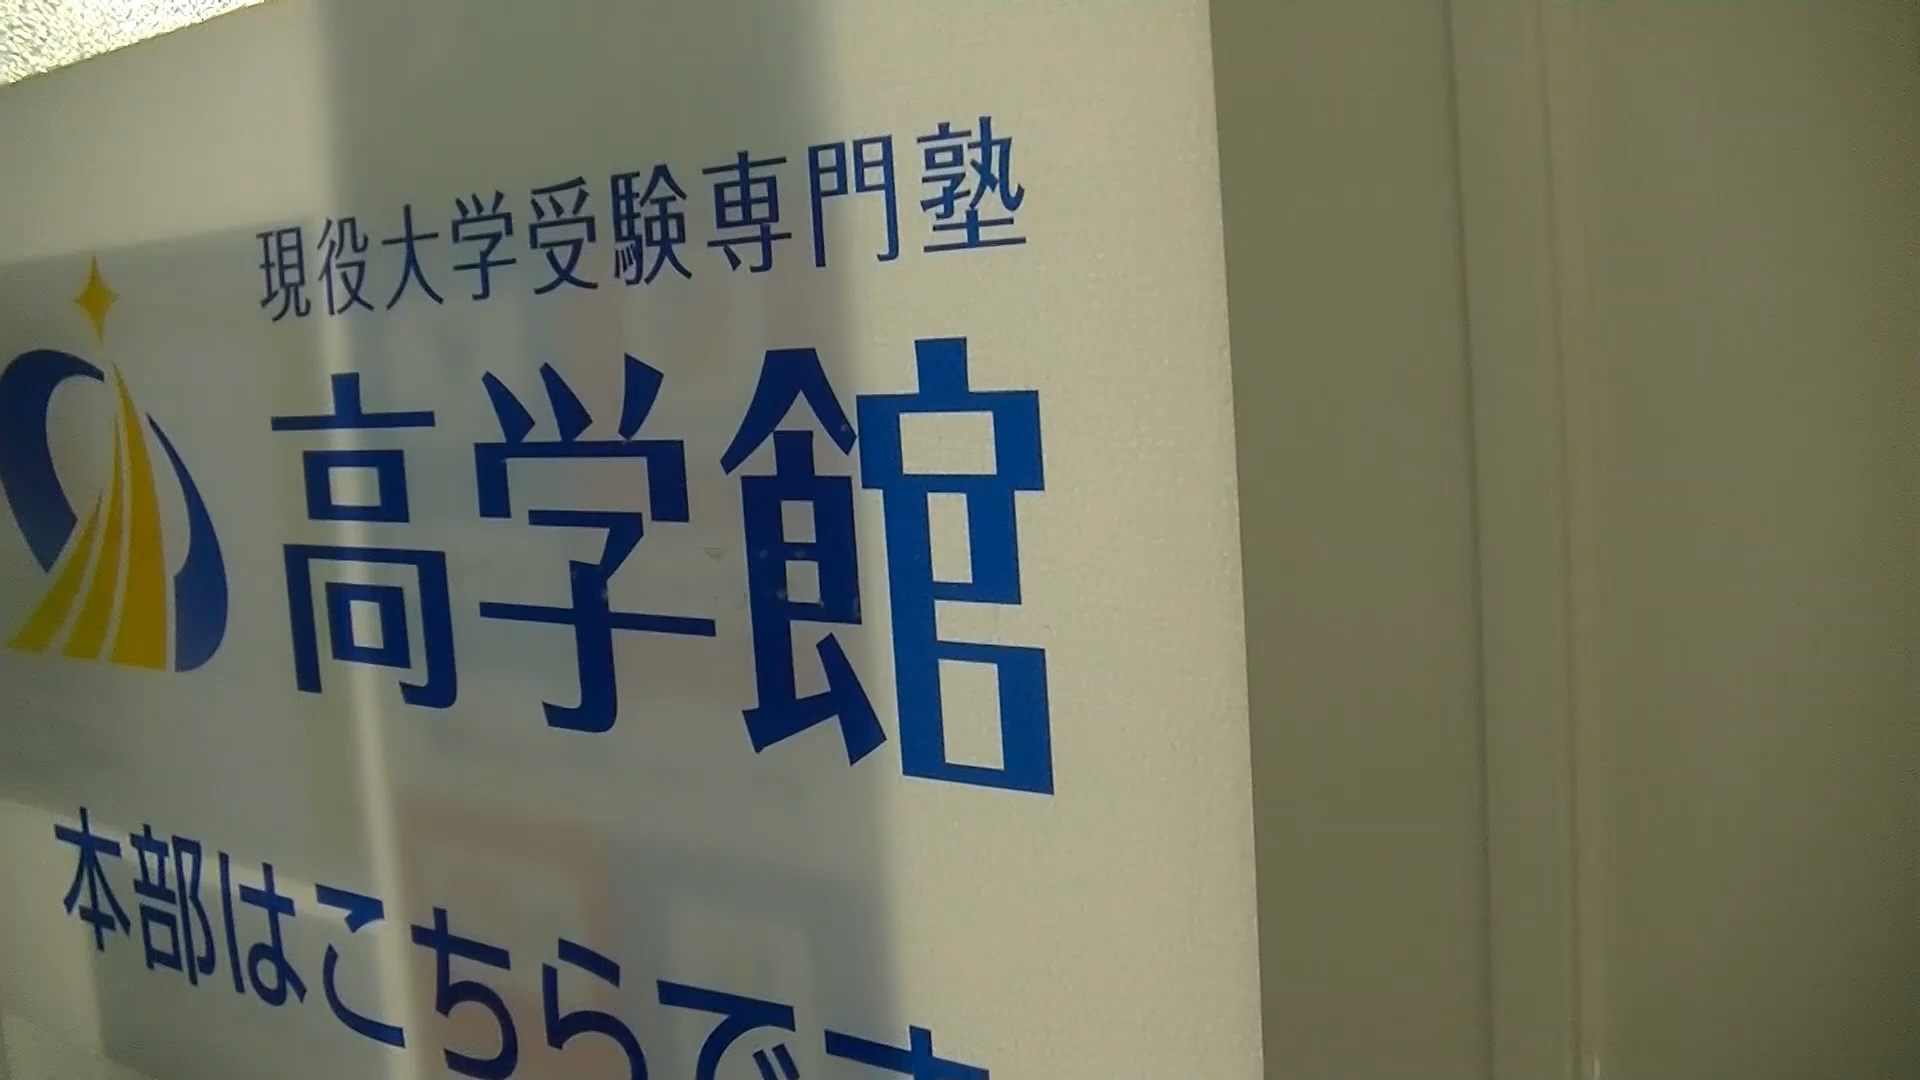 現役大学受験専門塾
高学館
本部はこちらです